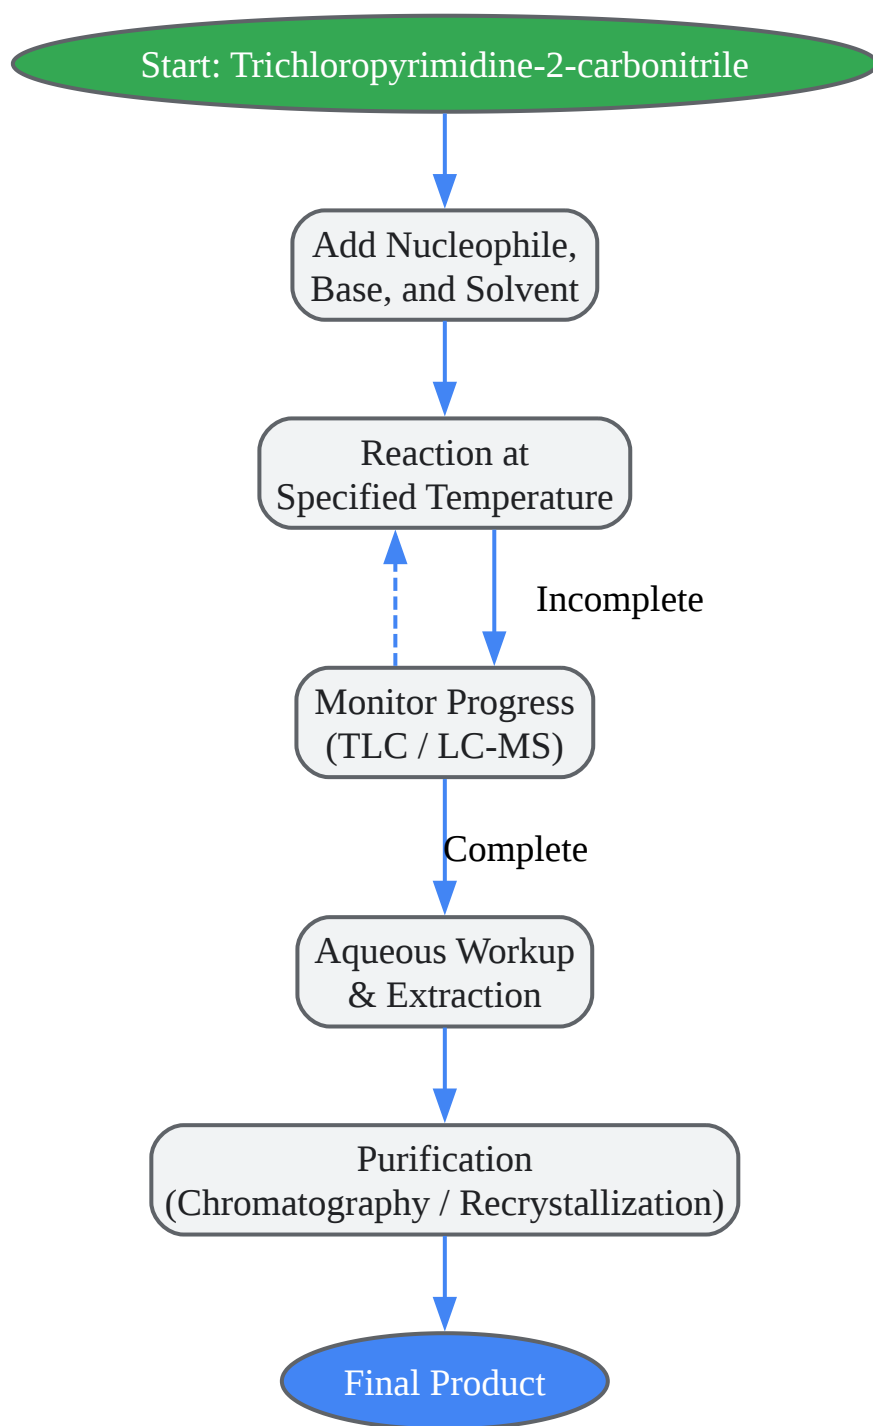 Start: Trichloropyrimidine-2-carbonitrile
Add Nucleophile,
Base, and Solvent
Reaction at
Specified Temperature
Incomplete
Monitor Progress
(TLC / LC-MS)
Complete
Aqueous Workup
& Extraction
Purification
(Chromatography / Recrystallization)
Final Product